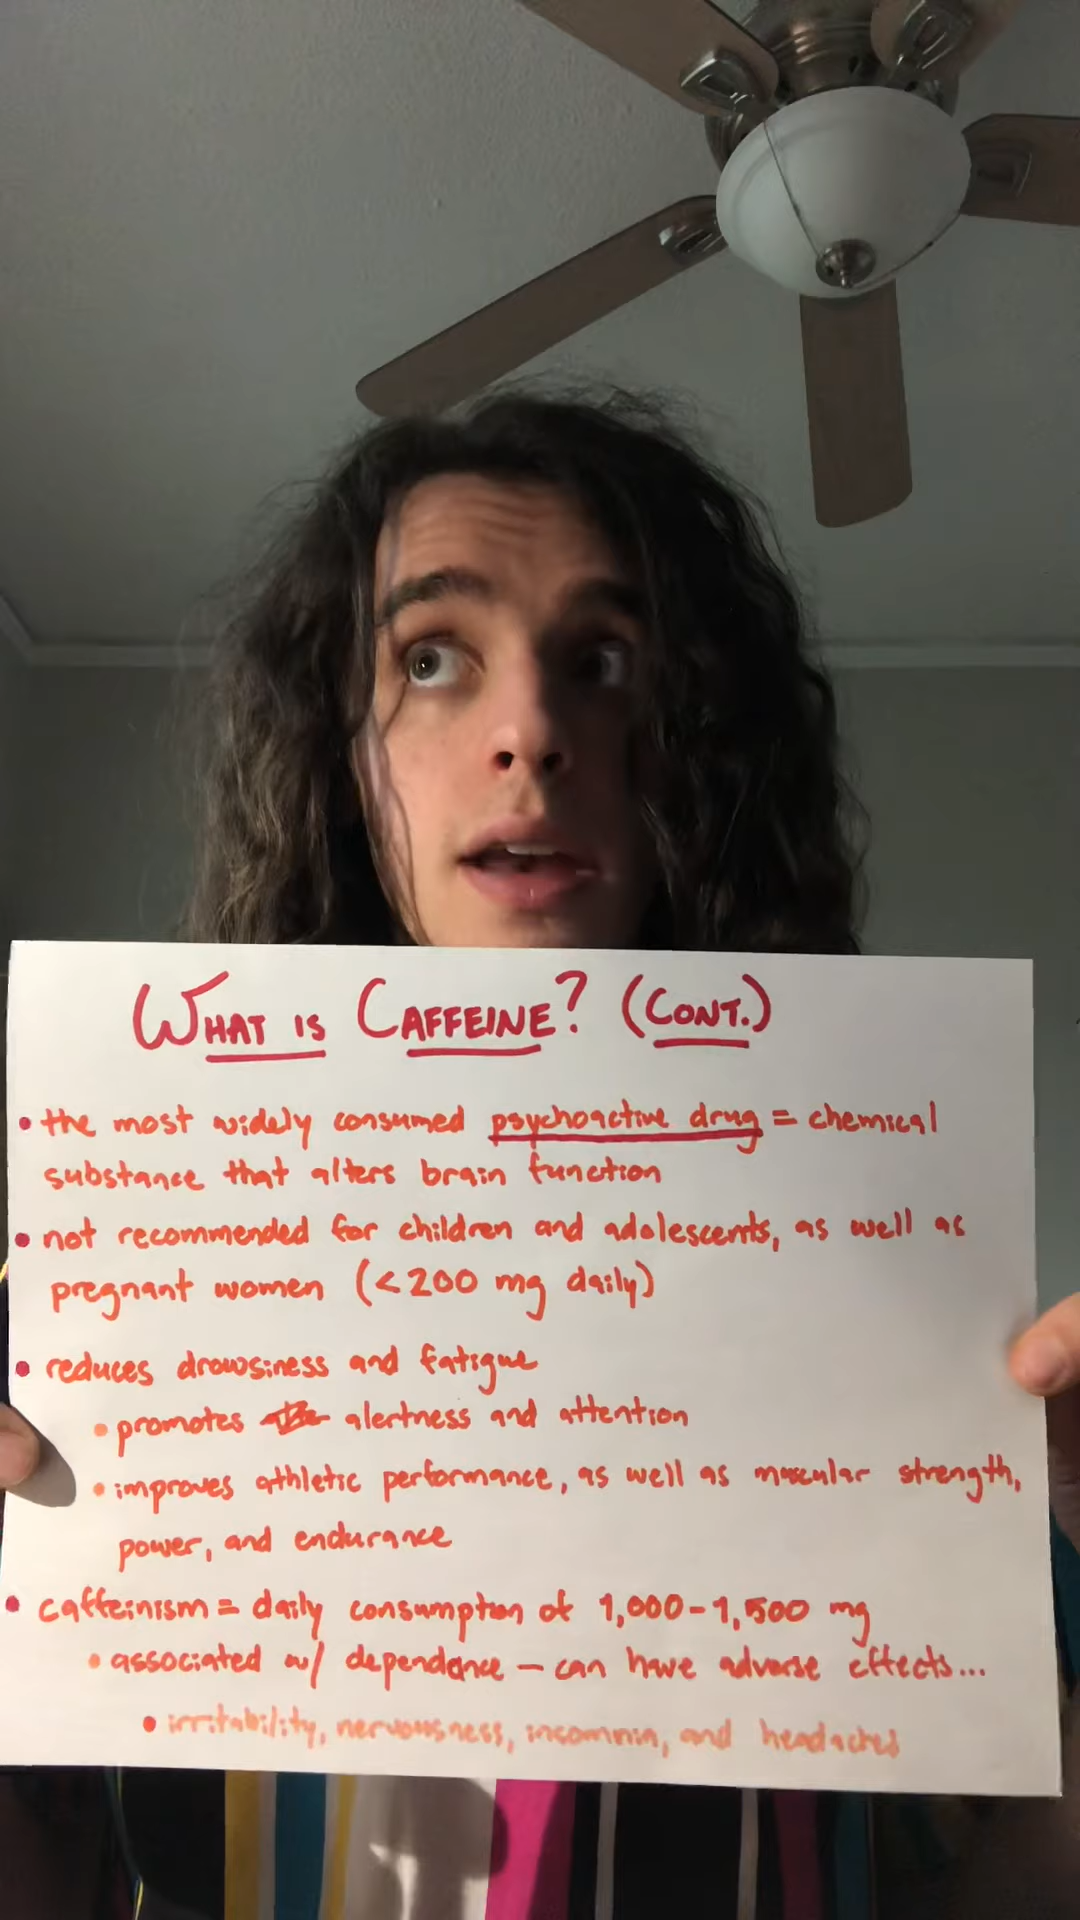 WHAT IS CAFFEINE? (CONT.)
• the most widely consumed psychoactive drug = chemical
substance that alters brain function
• not recommended for children and adolescents, as well as
pregnant women (<200 mg daily)
• reduces drowsiness and fatigue
• promotes alertness and attention
• improves athletic performance, as well as muscular strength,
power, and endurance
• caffeinism = daily consumption of 1,000-1,500 mg
• associated w/ dependence – can have adverse effects...
• irritability, nervousness, insomnia, and headaches